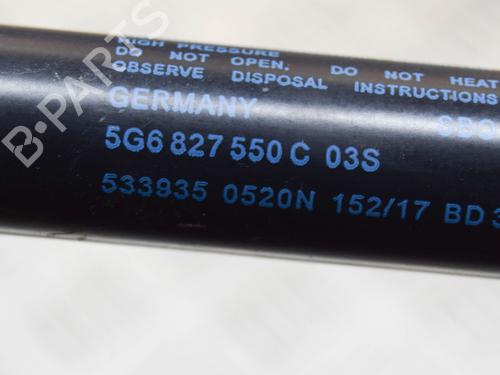 HIGH PRESSURE
DO NOT OPEN. DO NOT HEAT
OBSERVE DISPOSAL INSTRUCTIONS
GERMANY
5G6 827 550 C 03S
533935 0520N 152/17 BD
B-PARTS